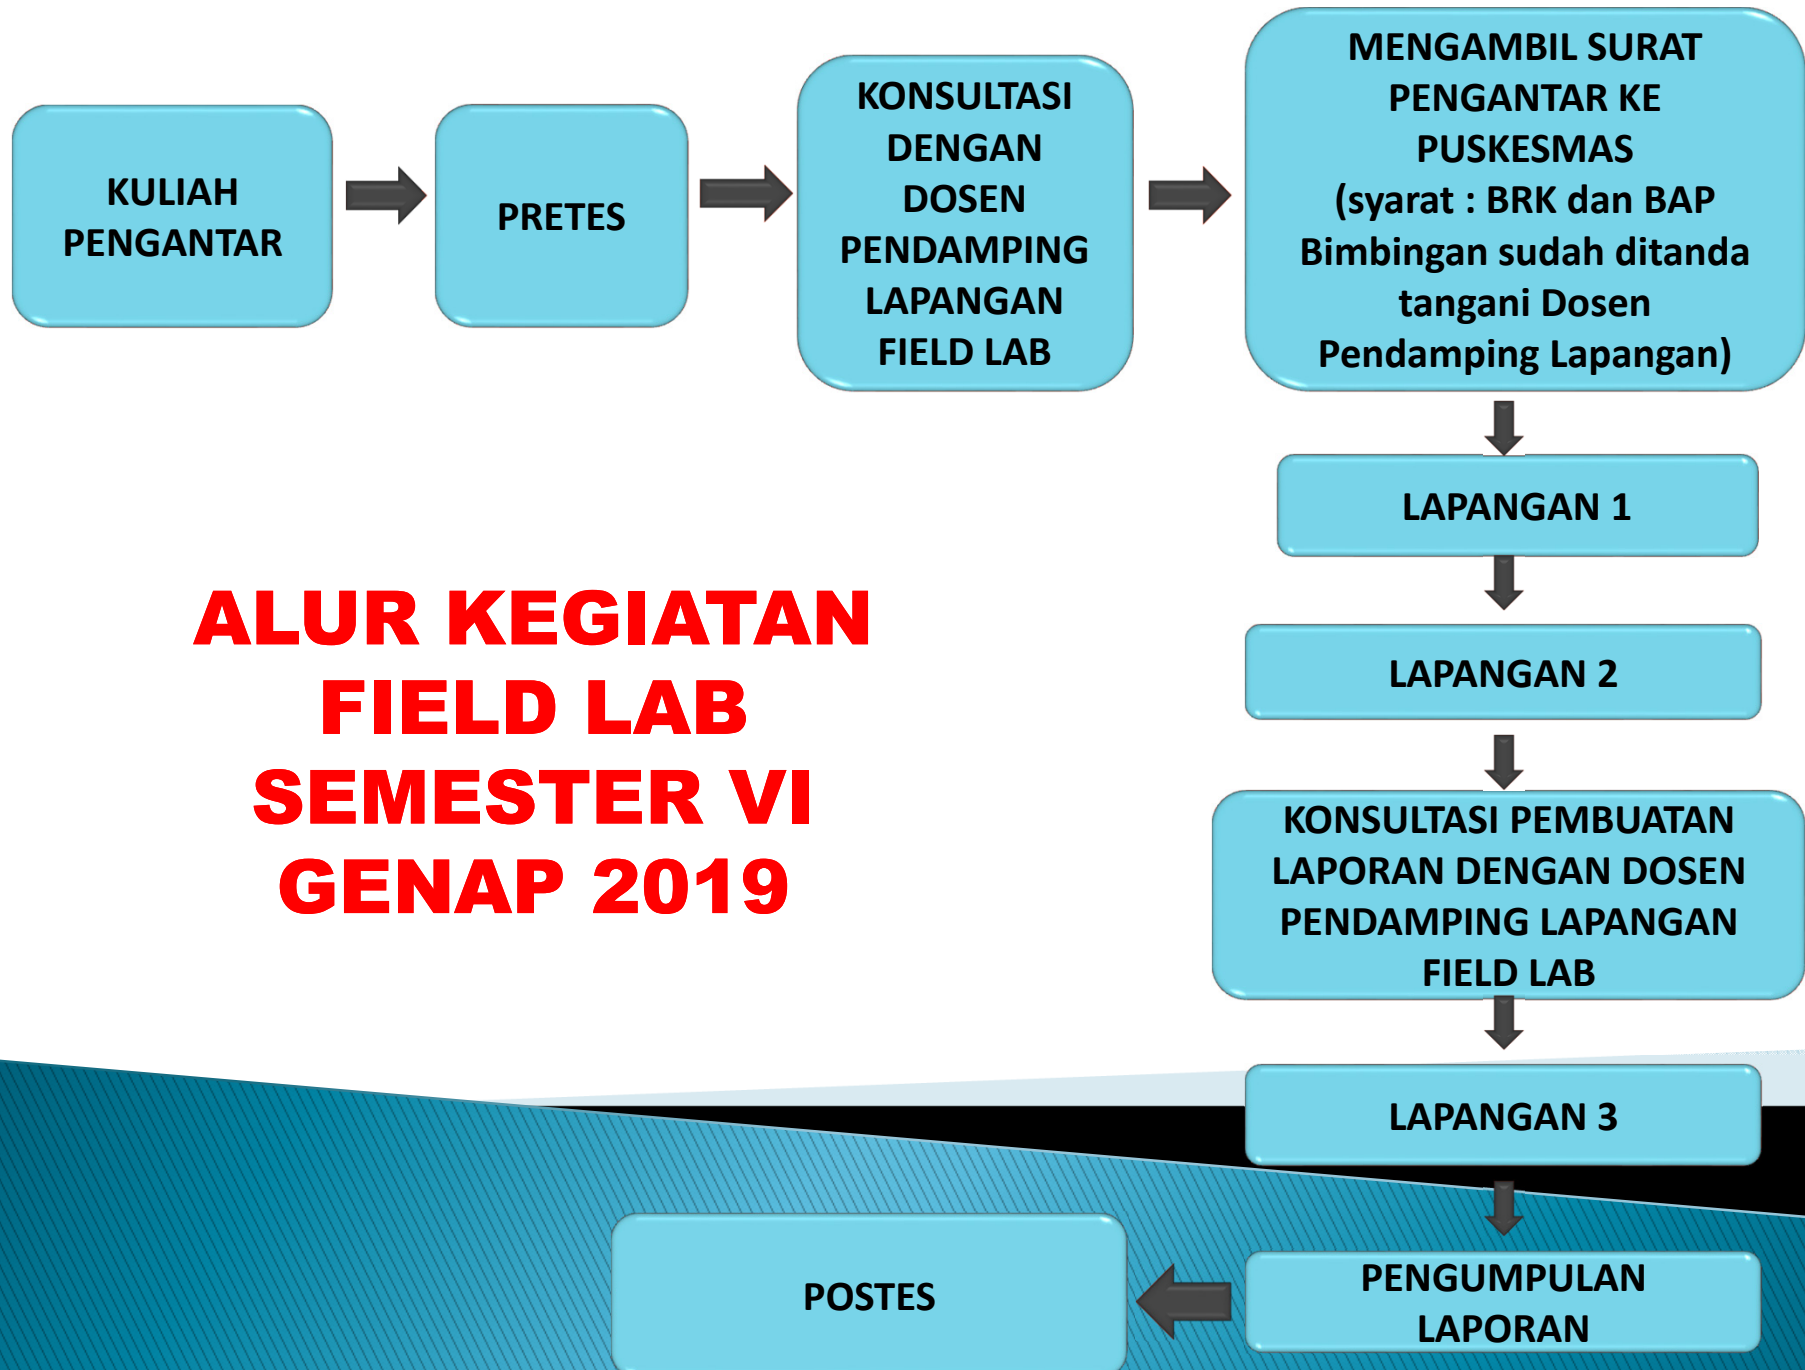 KULIAH
PENGANTAR
PRETES
KONSULTASI
DENGAN
DOSEN
PENDAMPING
LAPANGAN
FIELD LAB
MENGAMBIL SURAT
PENGANTAR KE
PUSKESMAS
(syarat : BRK dan BAP
Bimbingan sudah ditanda
tangani Dosen
Pendamping Lapangan)
LAPANGAN 1
LAPANGAN 2
KONSULTASI PEMBUATAN
LAPORAN DENGAN DOSEN
PENDAMPING LAPANGAN
FIELD LAB
LAPANGAN 3
PENGUMPULAN
LAPORAN
POSTES
ALUR KEGIATAN
FIELD LAB
SEMESTER VI
GENAP 2019